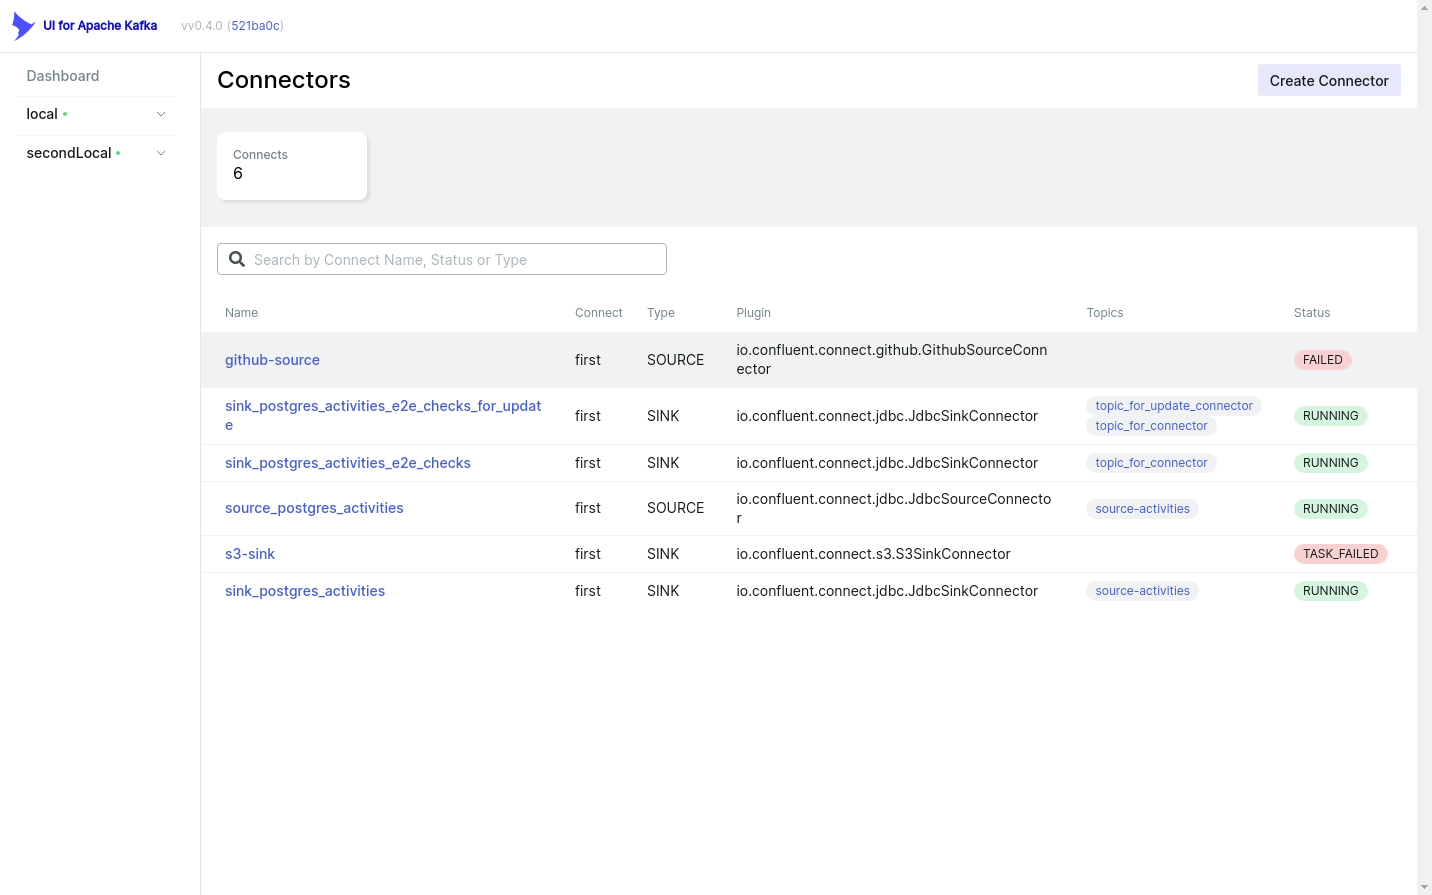 UI for Apache Kafka vv0.4.0 (521ba0c)
Dashboard
local
secondLocal
Connectors
Create Connector
Connects
6
Search by Connect Name, Status or Type
Name Connect Type Plugin Topics Status
github-source first SOURCE io.confluent.connect.github.GithubSourceConn
ector FAILED
sink_postgres_activities_e2e_checks_for_updat
e first SINK io.confluent.connect.jdbc.JdbcSinkConnector topic_for_update_connector
topic_for_connector RUNNING
sink_postgres_activities_e2e_checks first SINK io.confluent.connect.jdbc.JdbcSinkConnector topic_for_connector RUNNING
source_postgres_activities first SOURCE io.confluent.connect.jdbc.JdbcSourceConnecto
r source-activities RUNNING
s3-sink first SINK io.confluent.connect.s3.S3SinkConnector TASK_FAILED
sink_postgres_activities first SINK io.confluent.connect.jdbc.JdbcSinkConnector source-activities RUNNING